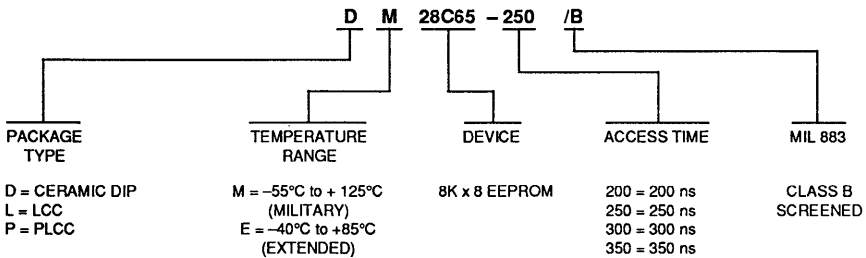 D M 28C65 – 250 /B
PACKAGE TYPE
TEMPERATURE RANGE
DEVICE
ACCESS TIME
MIL 883
D = CERAMIC DIP
L = LCC
P = PLCC
M = –55°C to + 125°C
(MILITARY)
E = –40°C to +85°C
(EXTENDED)
8K x 8 EEPROM
200 = 200 ns
250 = 250 ns
300 = 300 ns
350 = 350 ns
CLASS B
SCREENED